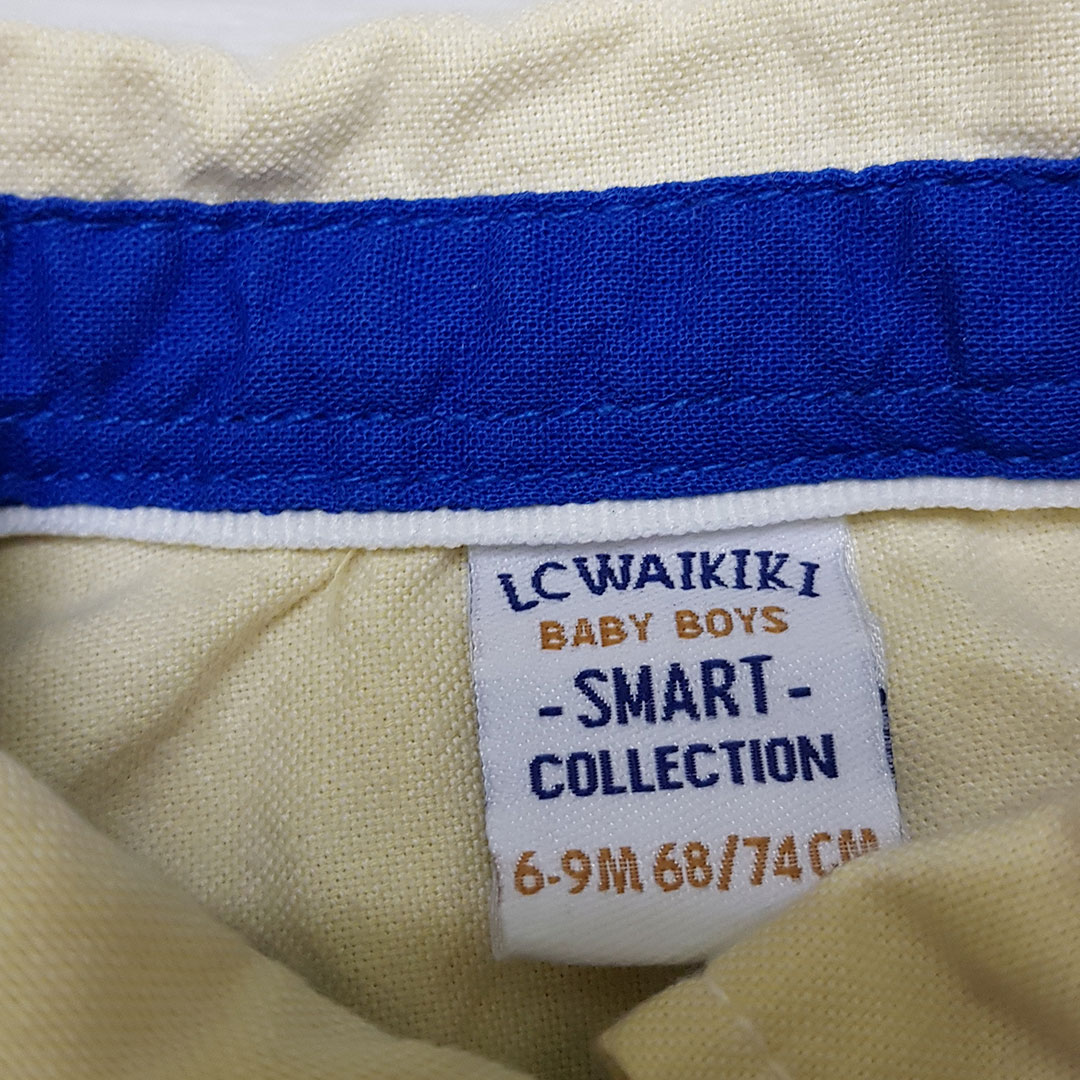 LCWAIKIKI
BABY BOYS
-SMART-
COLLECTION
6-9M 68/74CM